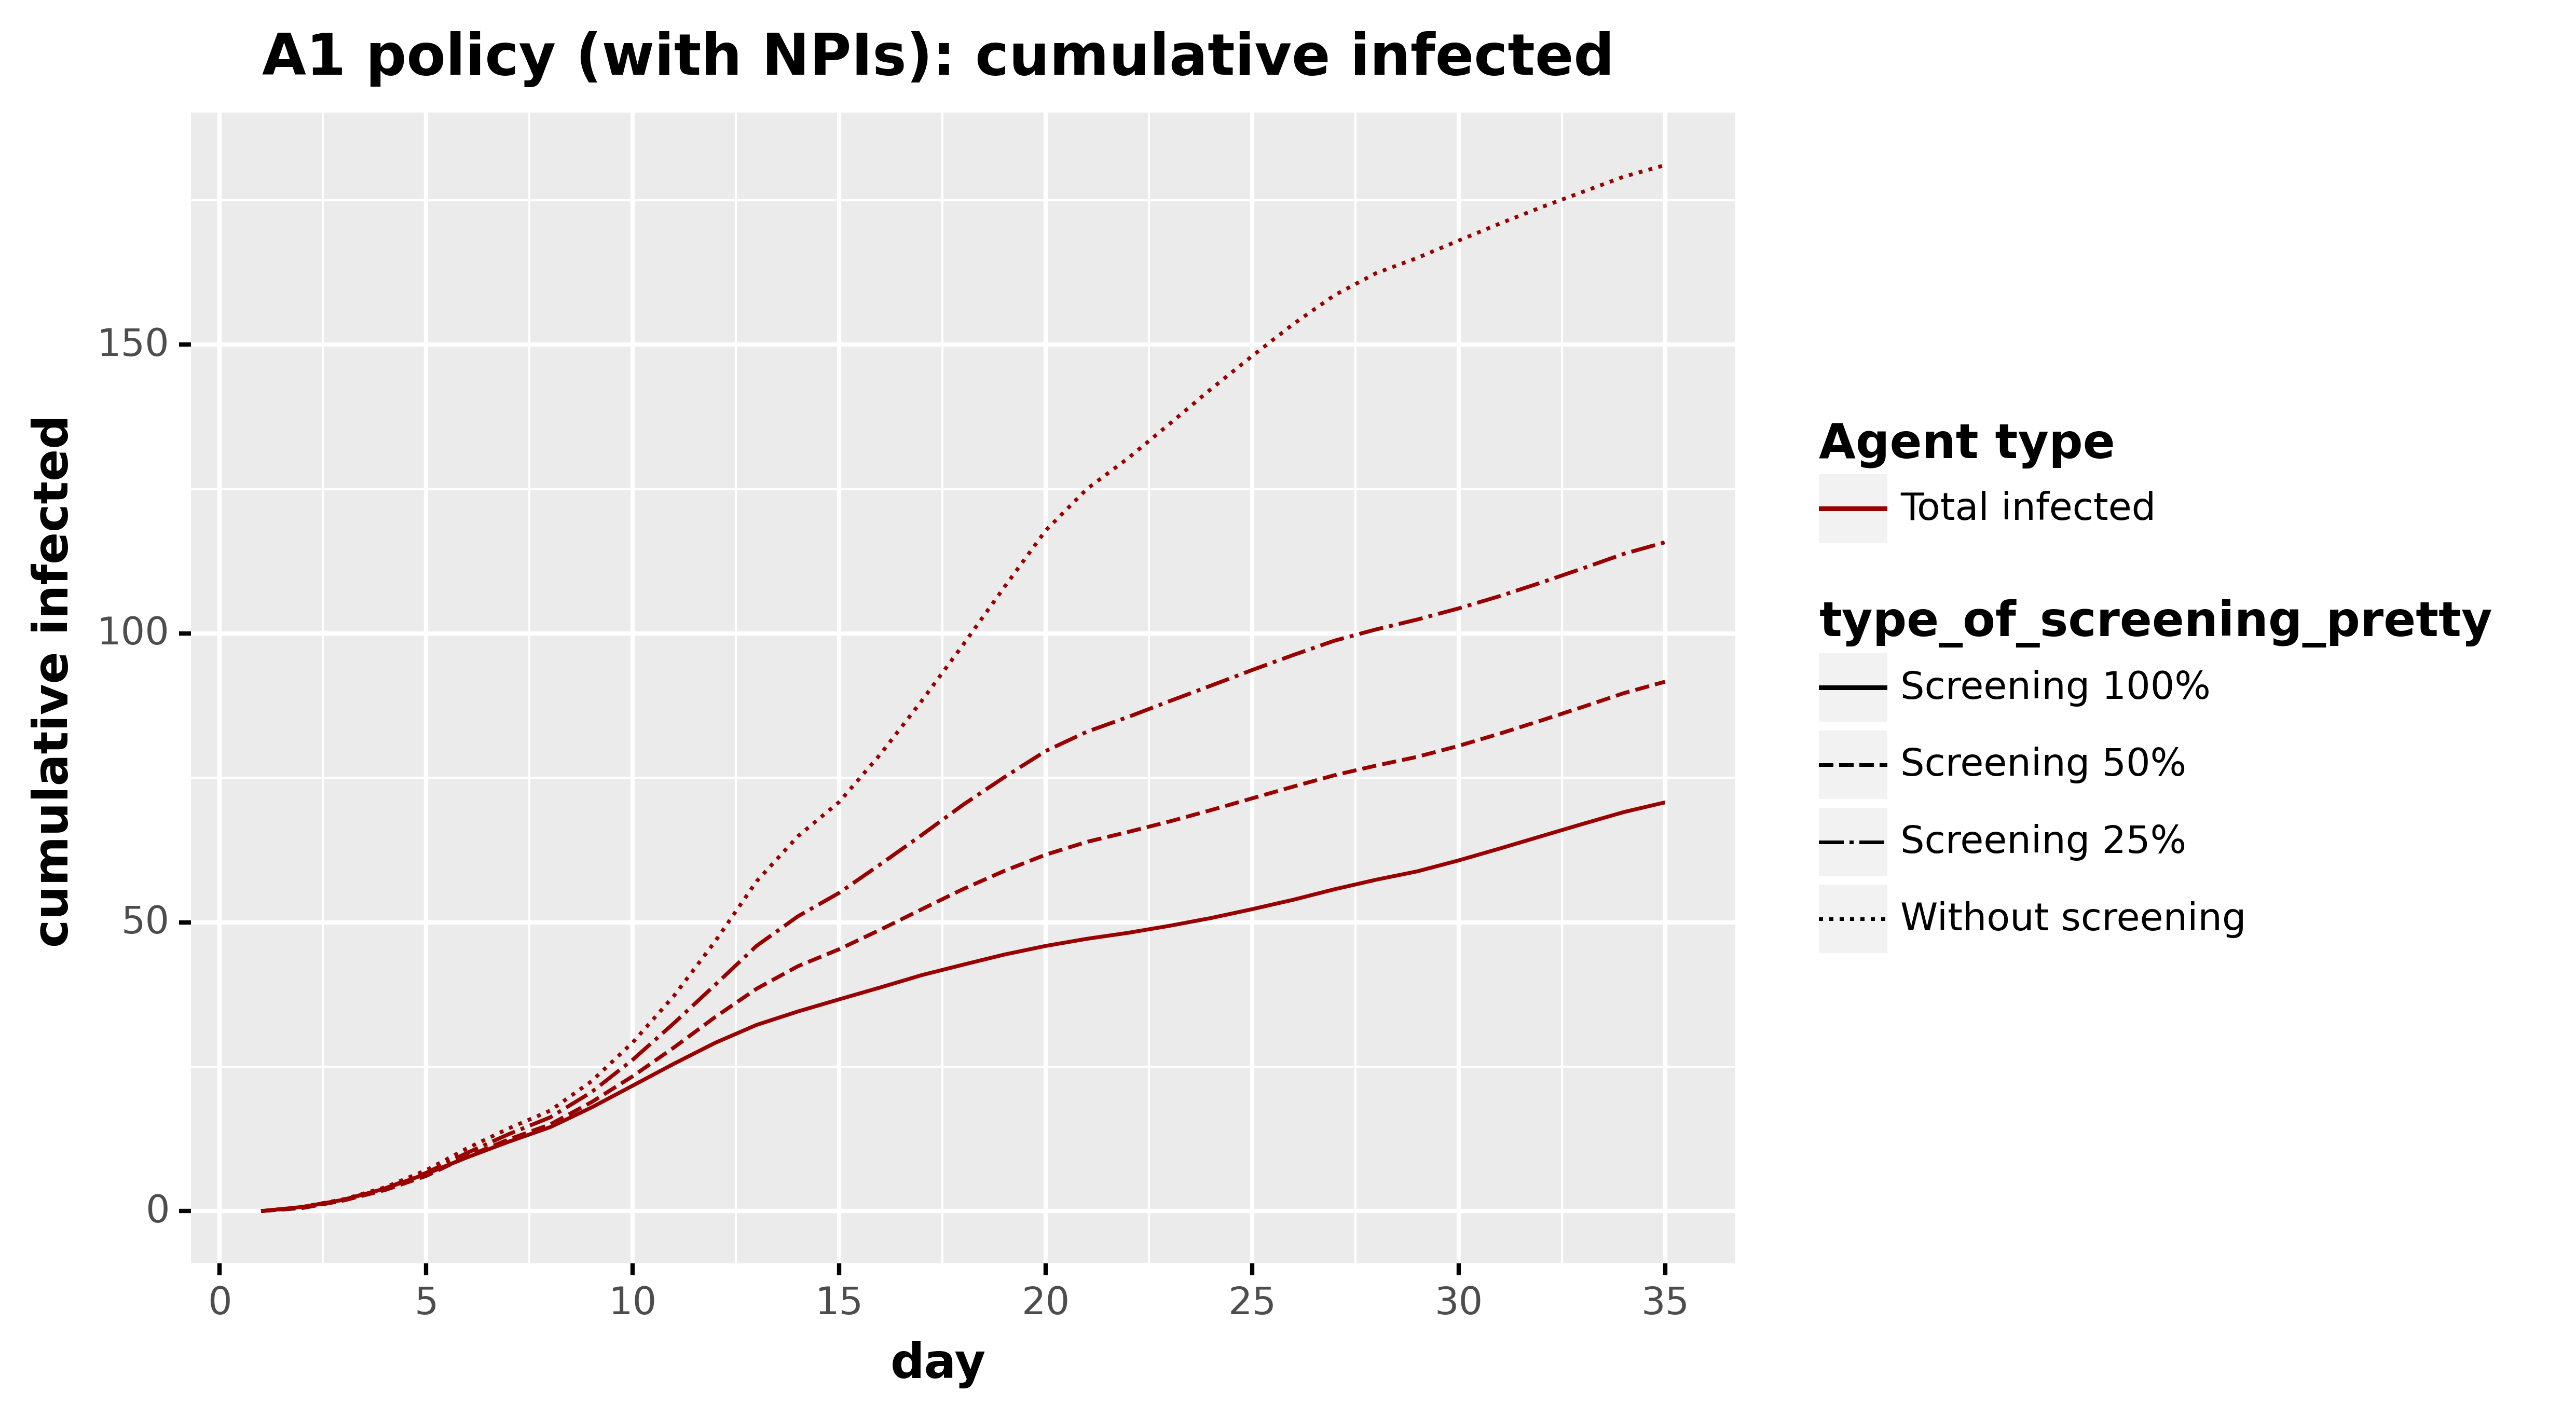 A1 policy (with NPIs): cumulative infected
cumulative infected
150
100
50
0
0 5 10 15 20 25 30 35
day
Agent type
Total infected
type_of_screening_pretty
Screening 100%
Screening 50%
Screening 25%
Without screening